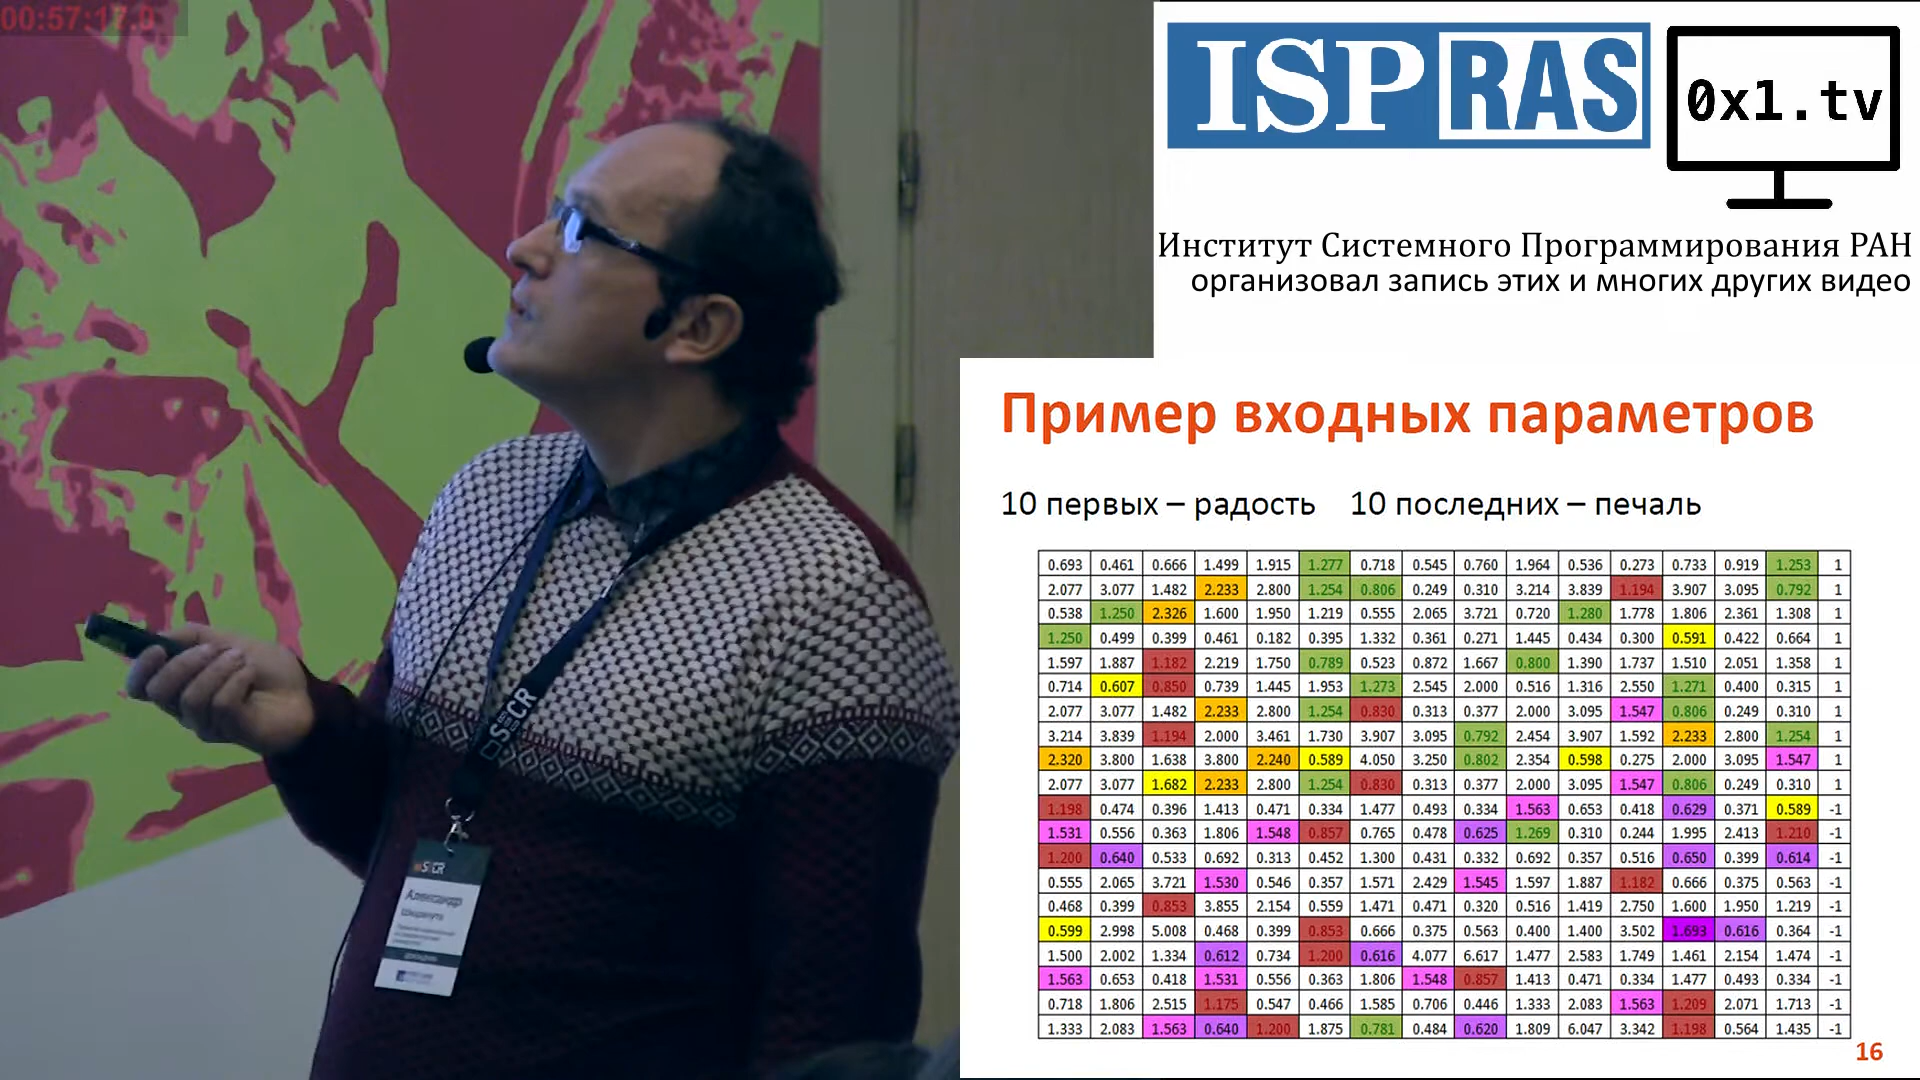 00:57:17.0
ISP RAS
0x1.tv
Институт Системного Программирования РАН
организовал запись этих и многих других видео
Пример входных параметров
10 первых – радость 10 последних – печаль
0.693 0.461 0.666 1.499 1.915 1.277 0.718 0.545 0.760 1.964 0.536 0.273 0.733 0.919 1.253 1
2.077 3.077 1.482 2.233 2.800 1.254 0.806 0.249 0.310 3.214 3.839 1.194 3.907 3.095 0.792 1
0.538 1.250 2.326 1.600 1.950 1.219 0.555 2.065 3.721 0.720 1.280 1.778 1.806 2.361 1.308 1
1.250 0.499 0.399 0.461 0.182 0.395 1.332 0.361 0.271 1.445 0.434 0.300 0.591 0.422 0.664 1
1.597 1.887 1.182 2.219 1.750 0.789 0.523 0.872 1.667 0.800 1.390 1.737 1.510 2.051 1.358 1
0.714 0.607 0.850 0.739 1.445 1.953 1.273 2.545 2.000 0.516 1.316 2.550 1.271 0.400 0.315 1
2.077 3.077 1.482 2.233 2.800 1.254 0.830 0.313 0.377 2.000 3.095 1.547 0.806 0.249 0.310 1
3.214 3.839 1.194 2.000 3.461 1.730 3.907 3.095 0.792 2.454 3.907 1.592 2.233 2.800 1.254 1
2.320 3.800 1.638 3.800 2.240 0.589 4.050 3.250 0.802 2.354 0.598 0.275 2.000 3.095 1.547 1
2.077 3.077 1.682 2.233 2.800 1.254 0.830 0.313 0.377 2.000 3.095 1.547 0.806 0.249 0.310 1
1.198 0.474 0.396 1.413 0.471 0.334 1.477 0.493 0.334 1.563 0.653 0.418 0.629 0.371 0.589 -1
1.531 0.556 0.363 1.806 1.548 0.857 0.765 0.478 0.625 1.269 0.310 0.244 1.995 2.413 1.210 -1
1.200 0.640 0.533 0.692 0.313 0.452 1.300 0.431 0.332 0.692 0.357 0.516 0.650 0.399 0.614 -1
0.555 2.065 3.721 1.530 0.546 0.357 1.571 2.429 1.545 1.597 1.887 1.182 0.666 0.375 0.563 -1
0.468 0.399 0.853 3.855 2.154 0.559 1.471 0.471 0.320 0.516 1.419 2.750 1.600 1.950 1.219 -1
0.599 2.998 5.008 0.468 0.399 0.853 0.666 0.375 0.563 0.400 1.400 3.502 1.693 0.616 0.364 -1
1.500 2.002 1.334 0.612 0.734 1.200 0.616 4.077 6.617 1.477 2.583 1.749 1.461 2.154 1.474 -1
1.563 0.653 0.418 1.531 0.556 0.363 1.806 1.548 0.857 1.413 0.471 0.334 1.477 0.493 0.334 -1
0.718 1.806 2.515 1.175 0.547 0.466 1.585 0.706 0.446 1.333 2.083 1.563 1.209 2.071 1.713 -1
1.333 2.083 1.563 0.640 1.200 1.875 0.781 0.484 0.620 1.809 6.047 3.342 1.198 0.564 1.435 -1
16
Александр